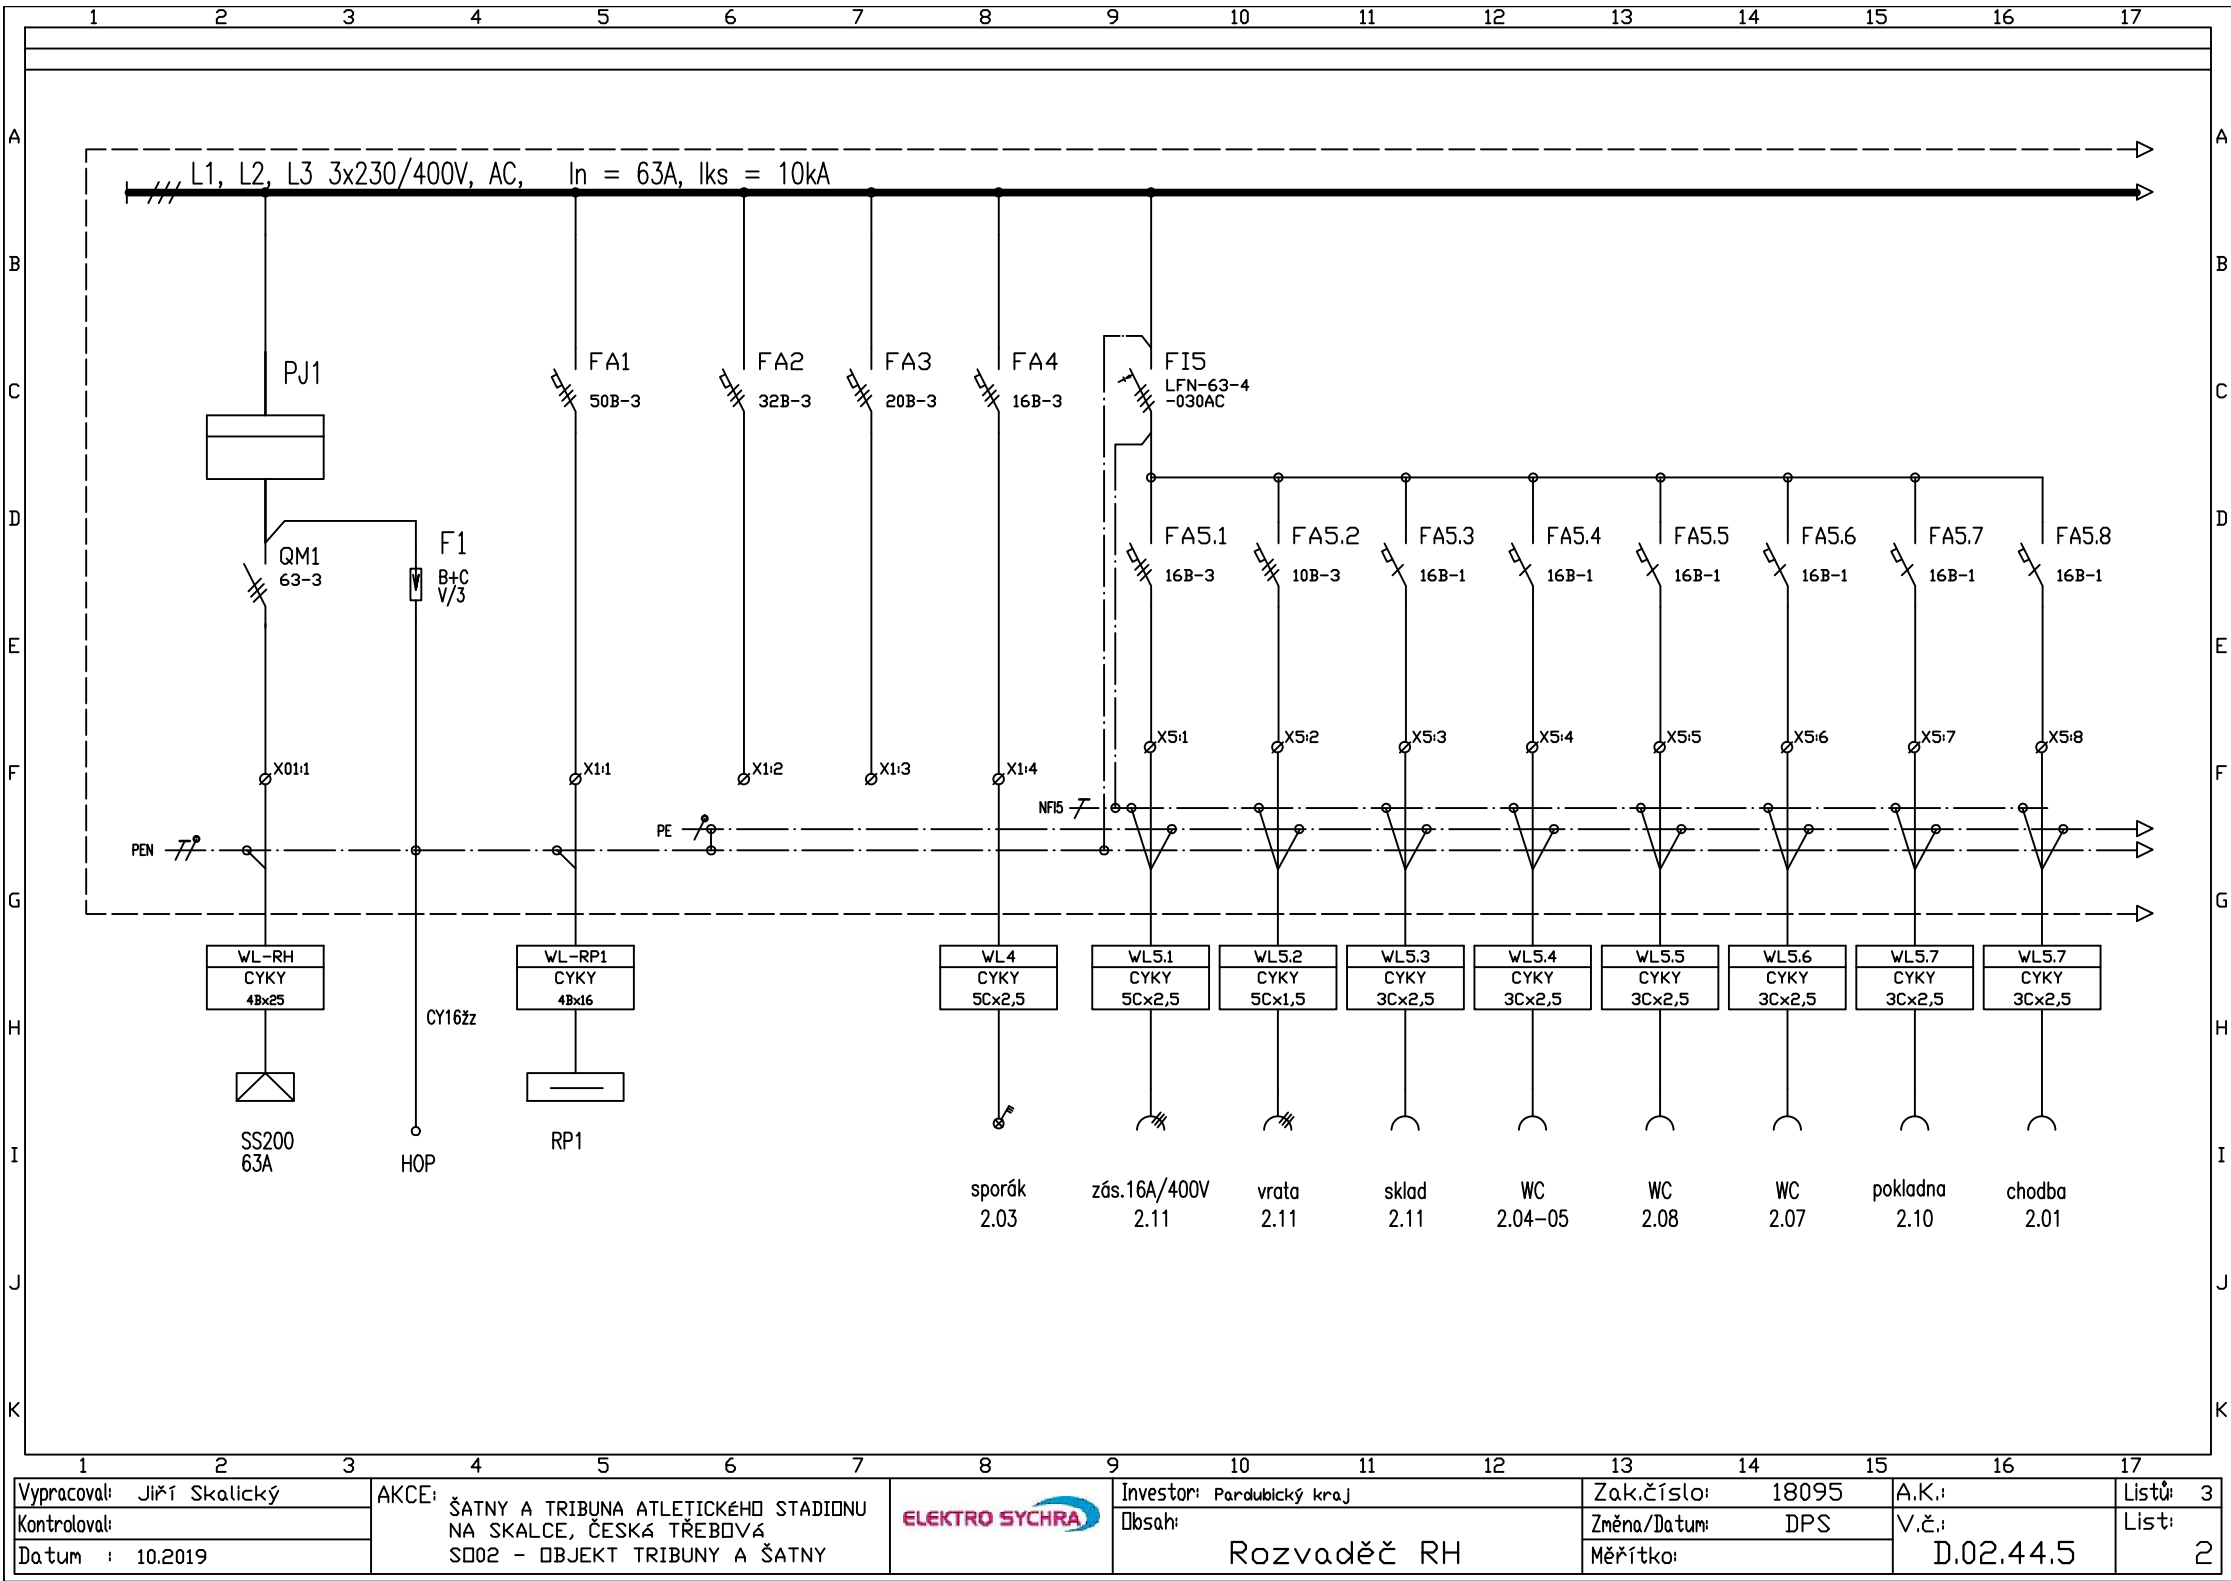 1 2 3 4 5 6 7 8 9 10 11 12 13 14 15 16 17
A A
L1, L2, L3 3x230/400V, AC, In = 63A, Iks = 10kA
B B
PJ1
FA1
50B-3
FA2
32B-3
FA3
20B-3
FA4
16B-3
FI5
LFN-63-4
-030AC
C C
D D
QM1
63-3
F1
B+C
V/3
FA5.1
16B-3
FA5.2
10B-3
FA5.3
16B-1
FA5.4
16B-1
FA5.5
16B-1
FA5.6
16B-1
FA5.7
16B-1
FA5.8
16B-1
E E
X5:1 X5:2 X5:3 X5:4 X5:5 X5:6 X5:7 X5:8
F F
X01:1 X1:1 X1:2 X1:3 X1:4
NFI5
PE
PEN
G G
WL-RH
CYKY
4Bx25
WL-RP1
CYKY
4Bx16
WL4
CYKY
5Cx2,5
WL5.1
CYKY
5Cx2,5
WL5.2
CYKY
5Cx1,5
WL5.3
CYKY
3Cx2,5
WL5.4
CYKY
3Cx2,5
WL5.5
CYKY
3Cx2,5
WL5.6
CYKY
3Cx2,5
WL5.7
CYKY
3Cx2,5
WL5.7
CYKY
3Cx2,5
CY16žz
H H
SS200
63A
HOP
RP1
I I
sporák
2.03
zás.16A/400V
2.11
vrata
2.11
sklad
2.11
WC
2.04-05
WC
2.08
WC
2.07
pokladna
2.10
chodba
2.01
J J
K K
1 2 3 4 5 6 7 8 9 10 11 12 13 14 15 16 17
Vypracoval: Jiří Skalický
Kontroloval:
Datum : 10.2019
AKCE:
ŠATNY A TRIBUNA ATLETICKéHO STADIONU
NA SKALCE, ČESKá TŘEBOVá
SO02 - OBJEKT TRIBUNY A ŠATNY
ELEKTRO SYCHRA
Investor: Pardubický kraj
Obsah:
Rozvaděč RH
Zak.číslo: 18095
Změna/Datum: DPS
Měřítko:
A.K.:
V.č.:
D.02.44.5
Listů: 3
List:
2